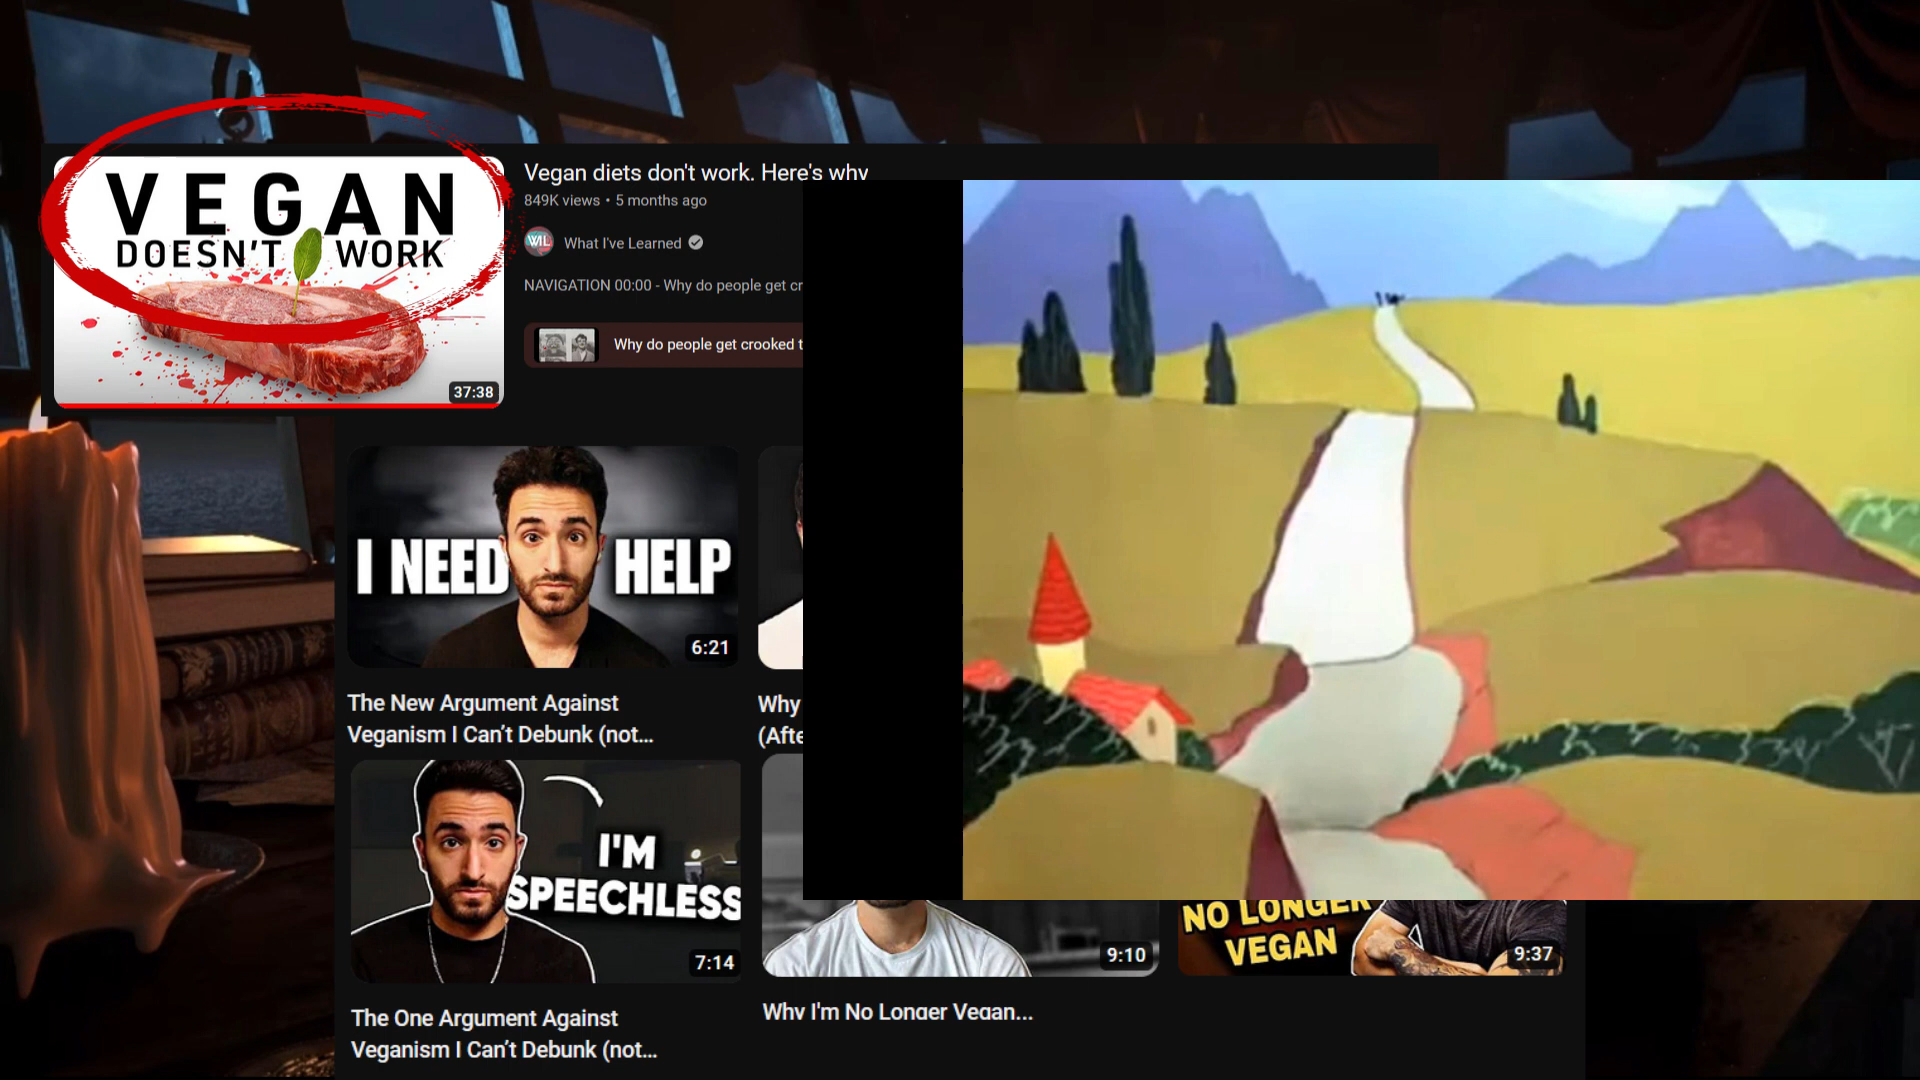 VEGAN
DOESN'T WORK
37:38
Vegan diets don't work. Here's why
849K views • 5 months ago
WIL
What I've Learned
NAVIGATION 00:00 - Why do people get cr
Why do people get crooked t
I NEED HELP
6:21
The New Argument Against
Veganism I Can’t Debunk (not...
Why
(Afte
I'M
SPEECHLESS
7:14
The One Argument Against
Veganism I Can’t Debunk (not...
9:10
Why I'm No Longer Vegan...
NO LONGER
VEGAN
9:37